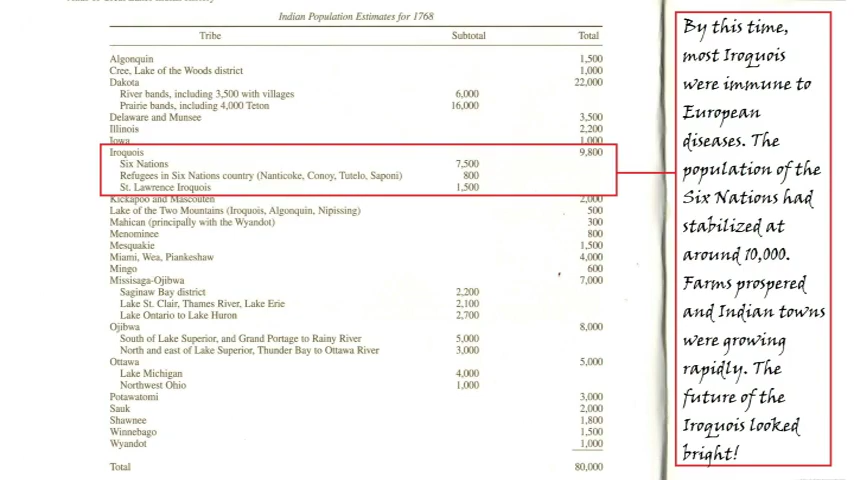 Indian Population Estimates for 1768
Tribe Subtotal Total
Algonquin 1,500
Cree, Lake of the Woods district 1,000
Dakota 22,000
River bands, including 3,500 with villages 6,000
Prairie bands, including 4,000 Teton 16,000
Delaware and Munsee 3,500
Illinois 2,200
Iowa 1,000
Iroquois 9,800
Six Nations 7,500
Refugees in Six Nations country (Nanticoke, Conoy, Tutelo, Saponi) 800
St. Lawrence Iroquois 1,500
Kickapoo and Mascouten 2,000
Lake of the Two Mountains (Iroquois, Algonquin, Nipissing) 500
Mahican (principally with the Wyandot) 300
Menominee 800
Mesquakie 1,500
Miami, Wea, Piankeshaw 4,000
Mingo 600
Missisaga-Ojibwa 7,000
Saginaw Bay district 2,200
Lake St. Clair, Thames River, Lake Erie 2,100
Lake Ontario to Lake Huron 2,700
Ojibwa 8,000
South of Lake Superior, and Grand Portage to Rainy River 5,000
North and east of Lake Superior, Thunder Bay to Ottawa River 3,000
Ottawa 5,000
Lake Michigan 4,000
Northwest Ohio 1,000
Potawatomi 3,000
Sauk 2,000
Shawnee 1,800
Winnebago 1,500
Wyandot 1,000
Total 80,000
By this time,
most Iroquois
were immune to
European
diseases. The
population of the
Six Nations had
stabilized at
around 10,000.
Farms prospered
and Indian towns
were growing
rapidly. The
future of the
Iroquois looked
bright!